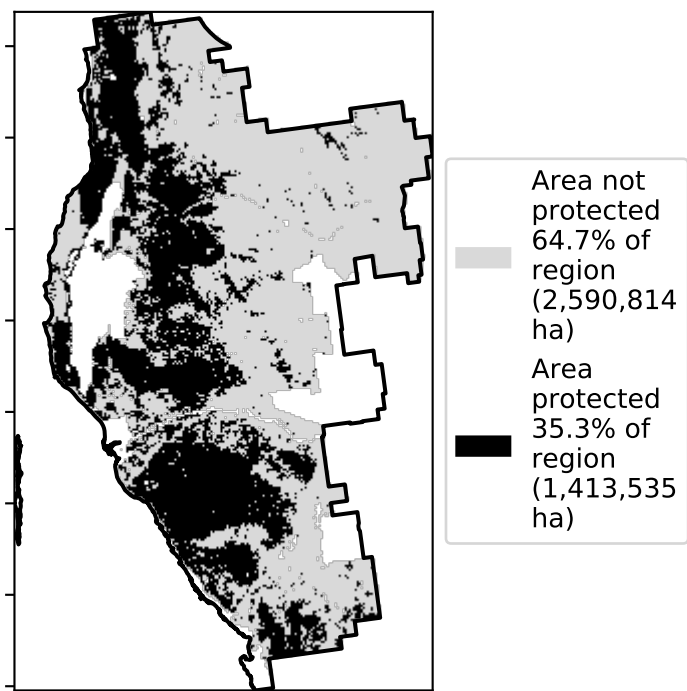 Area not
protected
64.7% of
region
(2,590,814
ha)
Area
protected
35.3% of
region
(1,413,535
ha)